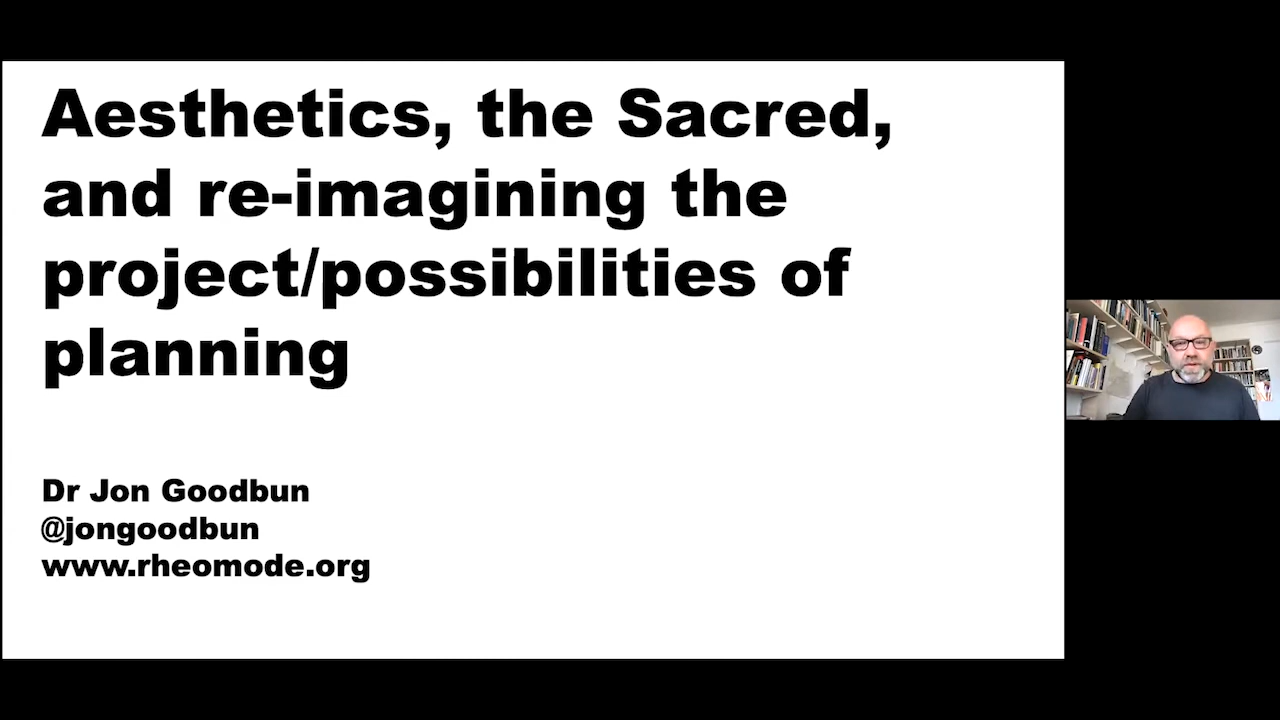 Aesthetics, the Sacred,
and re-imagining the
project/possibilities of
planning
Dr Jon Goodbun
@jongoodbun
www.rheomode.org